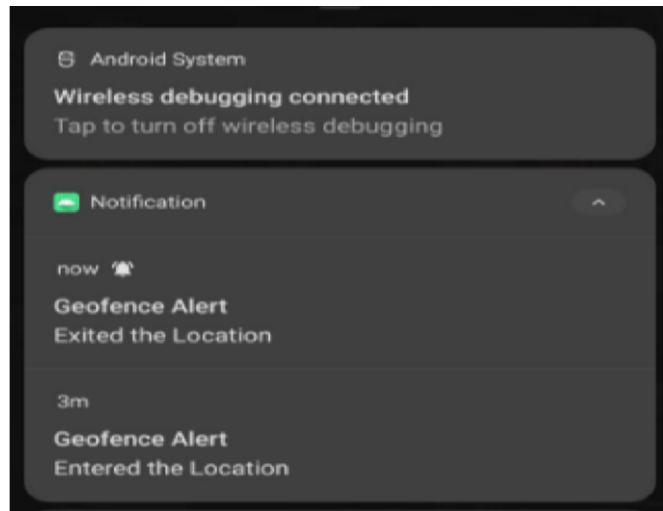 Android System
Wireless debugging connected
Tap to turn off wireless debugging
Notification
now
Geofence Alert
Exited the Location
3m
Geofence Alert
Entered the Location